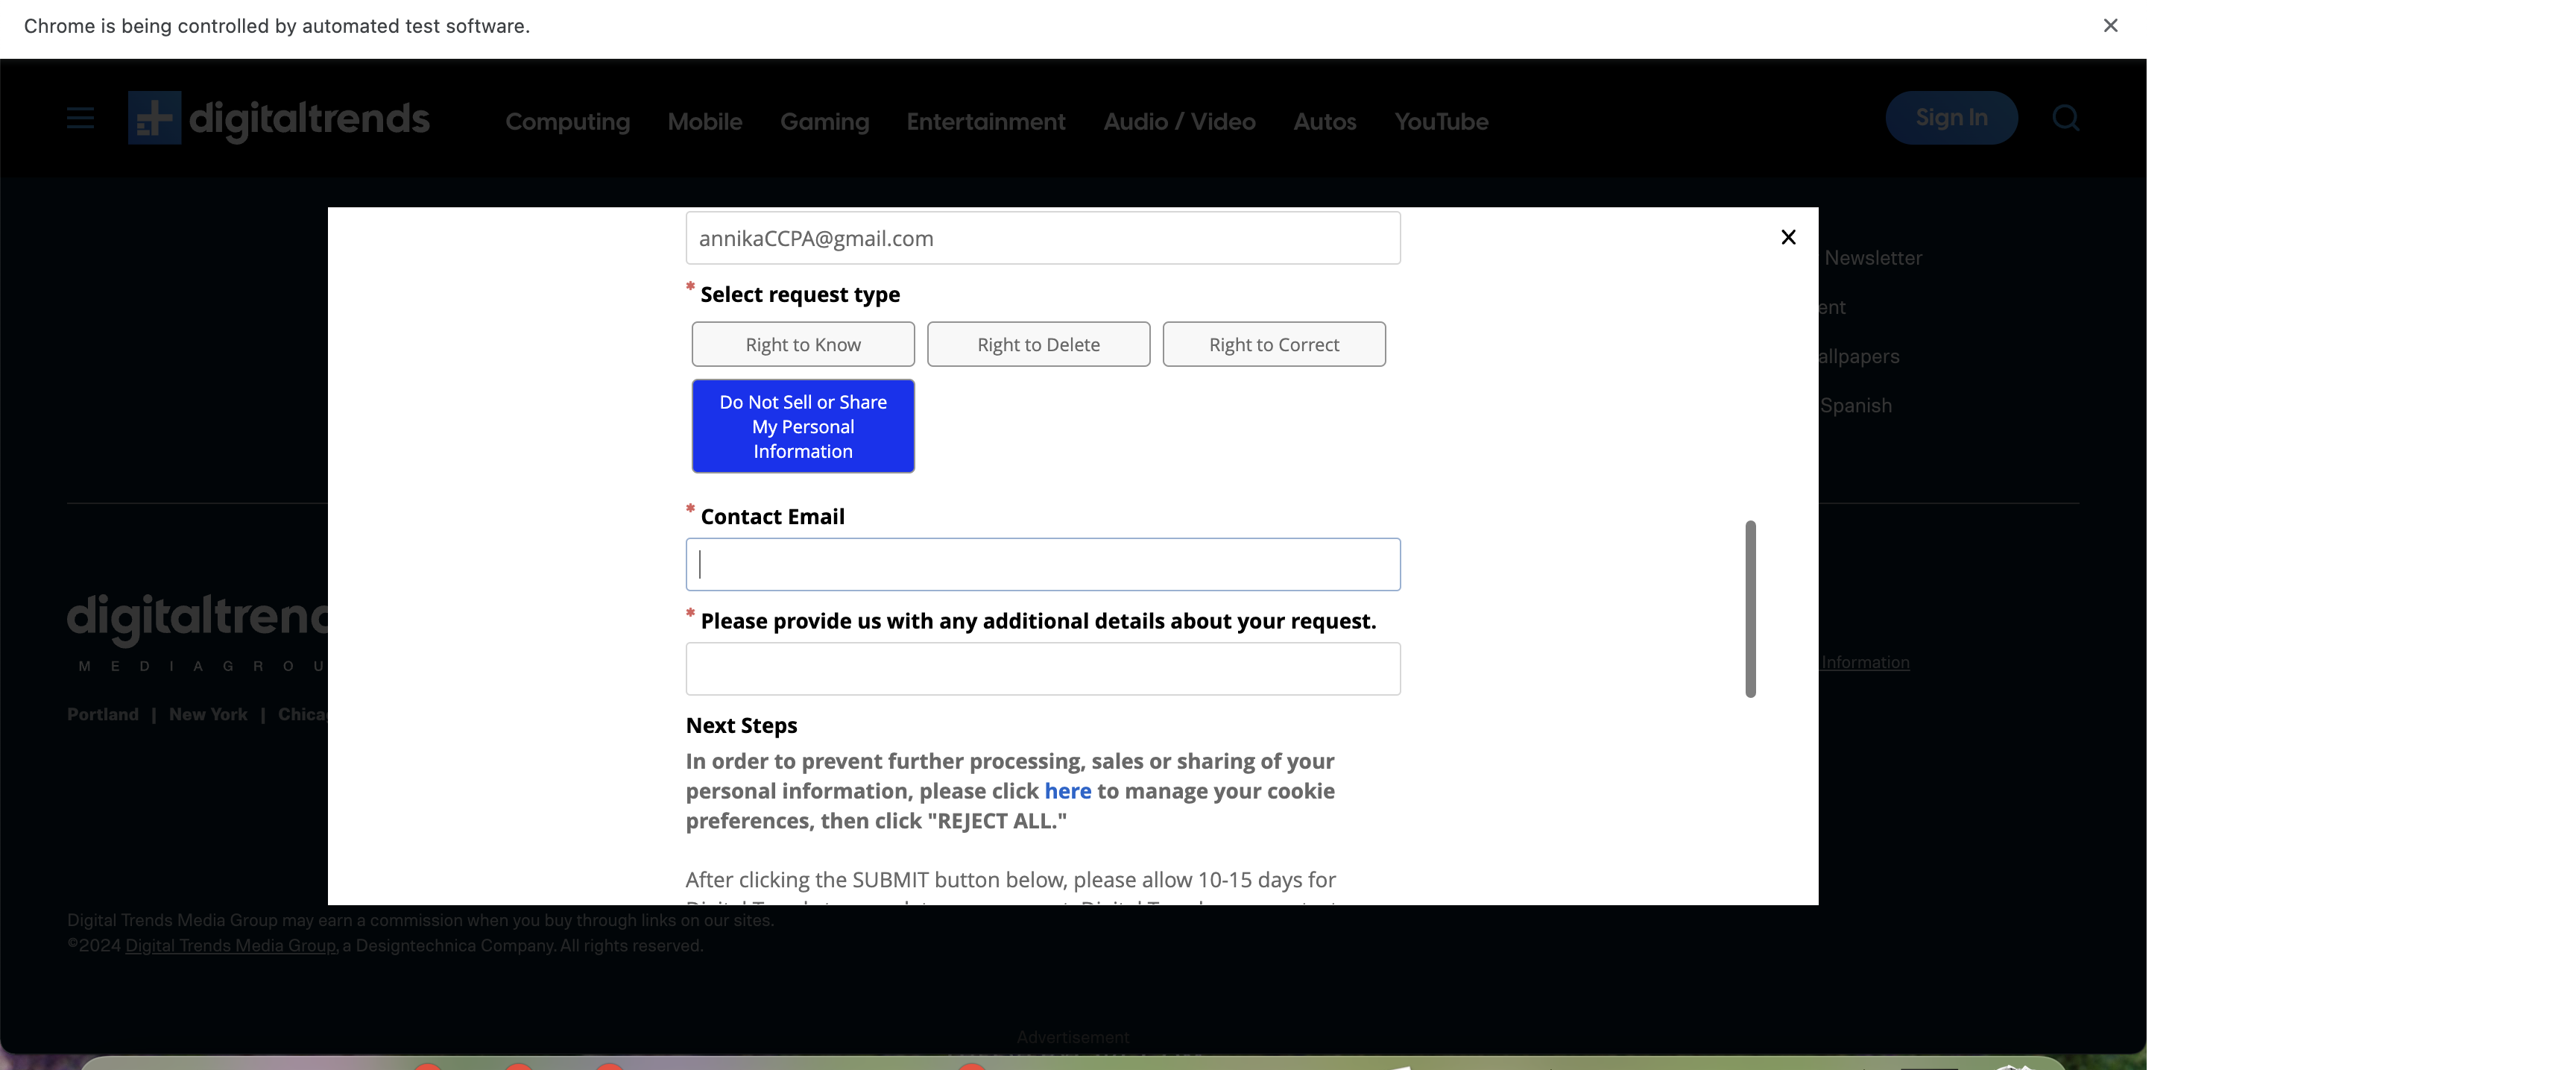 Chrome is being controlled by automated test software.
digitaltrends
Computing
Mobile
Gaming
Entertainment
Audio / Video
Autos
YouTube
Sign In
annikaCCPA@gmail.com
Newsletter
* Select request type
ent
Right to Know
Right to Delete
Right to Correct
allpapers
Do Not Sell or Share
My Personal
Information
Spanish
* Contact Email
* Please provide us with any additional details about your request.
digitaltrend
MEDIAGROU
Information
Portland | New York | Chica
Next Steps
In order to prevent further processing, sales or sharing of your
personal information, please click here to manage your cookie
preferences, then click "REJECT ALL."
After clicking the SUBMIT button below, please allow 10-15 days for
Digital Trends Media Group may earn a commission when you buy through links on our sites.
©2024 Digital Trends Media Group, a Designtechnica Company. All rights reserved.
Advertisement